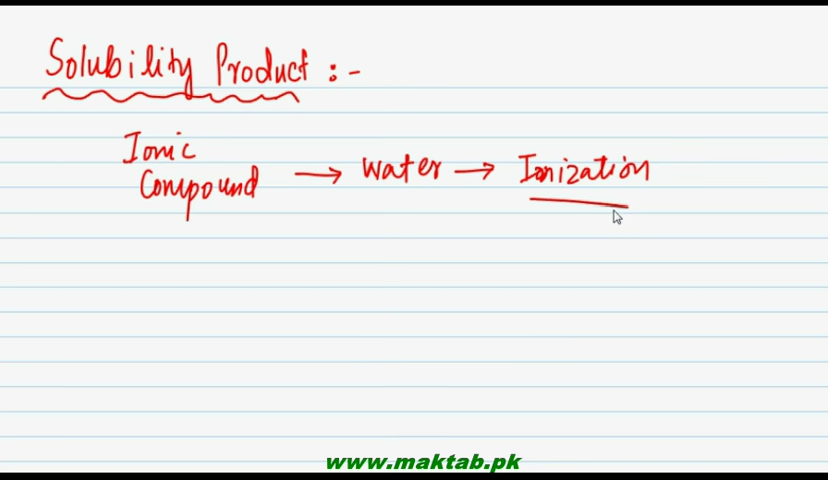 Solubility Product :-
Ionic
Compound → Water → Ionization
www.maktab.pk